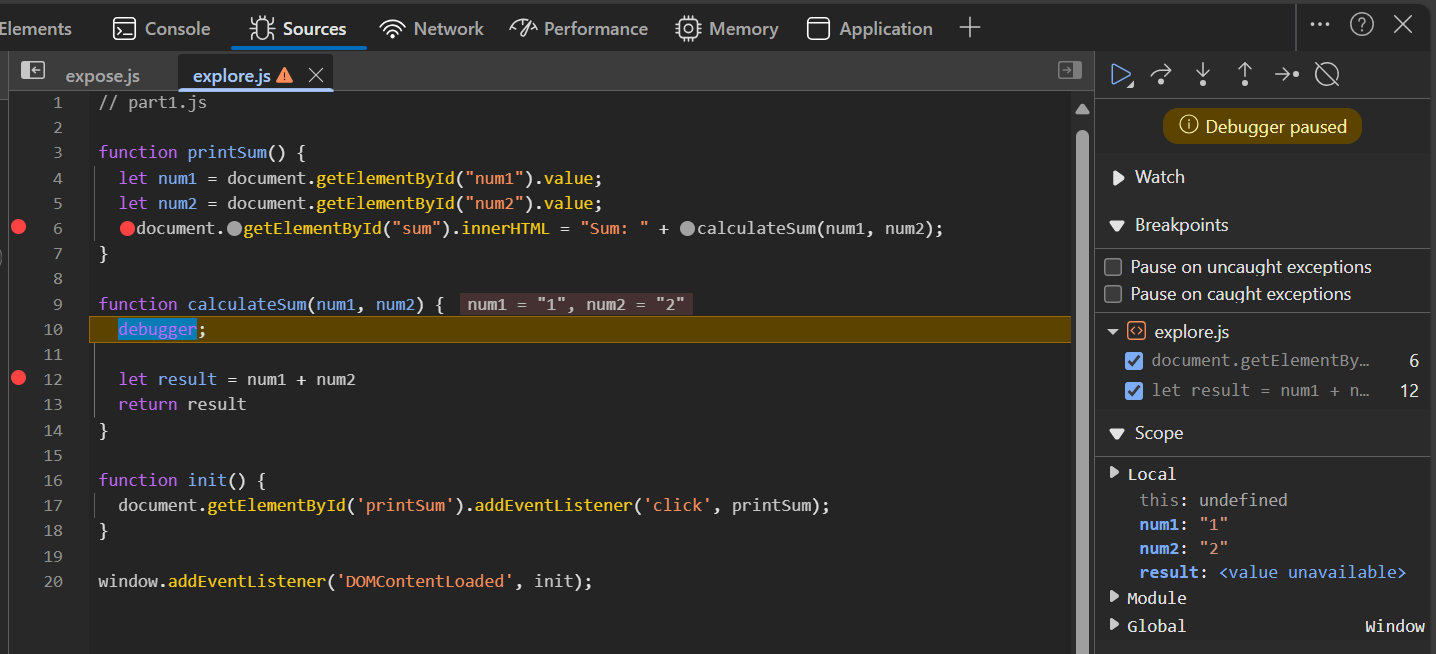 Elements Console Sources Network Performance Memory Application
expose.js explore.js
1 // part1.js
2
3 function printSum() {
4 let num1 = document.getElementById("num1").value;
5 let num2 = document.getElementById("num2").value;
6 document.getElementById("sum").innerHTML = "Sum: " + calculateSum(num1, num2);
7 }
8
9 function calculateSum(num1, num2) { num1 = "1", num2 = "2"
10 debugger;
11
12 let result = num1 + num2
13 return result
14 }
15
16 function init() {
17 document.getElementById('printSum').addEventListener('click', printSum);
18 }
19
20 window.addEventListener('DOMContentLoaded', init);
Debugger paused
Watch
Breakpoints
Pause on uncaught exceptions
Pause on caught exceptions
explore.js
document.getElementBy… 6
let result = num1 + n… 12
Scope
Local
this: undefined
num1: "1"
num2: "2"
result: <value unavailable>
Module
Global Window